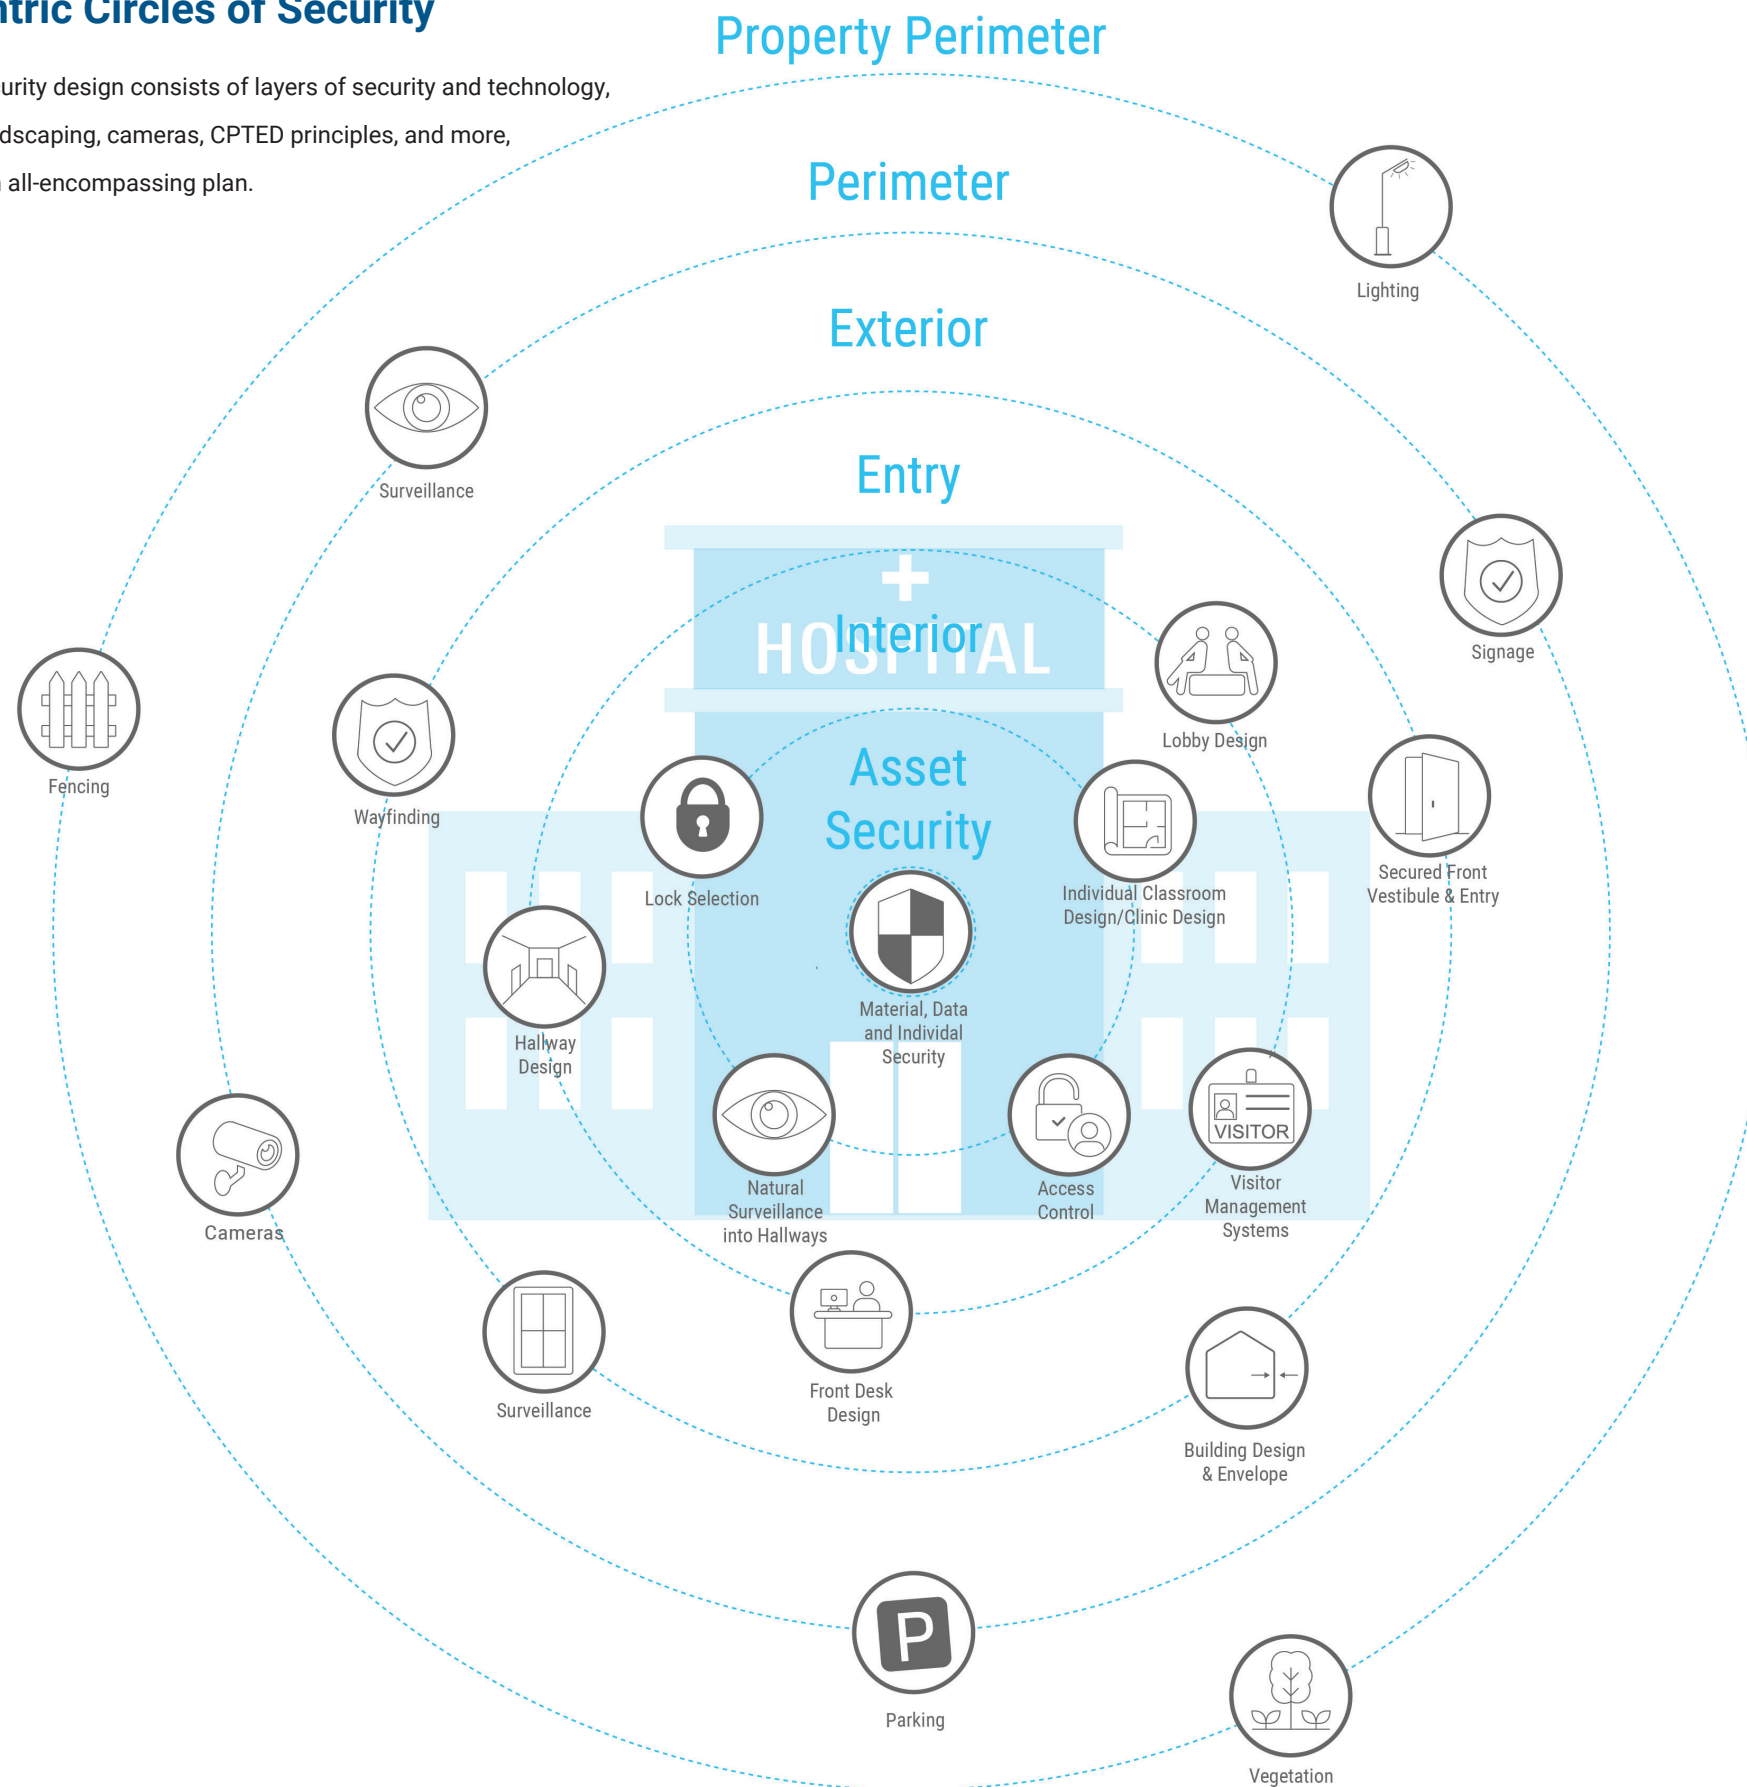 ntric Circles of Security
urity design consists of layers of security and technology,
dscaping, cameras, CPTED principles, and more,
all-encompassing plan.
Property Perimeter
Perimeter
Exterior
Entry
HOSPITAL
Interior
Asset
Security
Lighting
Surveillance
Signage
Fencing
Wayfinding
Lobby Design
Secured Front
Vestibule & Entry
Lock Selection
Individual Classroom
Design/Clinic Design
Material, Data
and Individal
Security
Hallway
Design
Cameras
Natural
Surveillance
into Hallways
Access
Control
VISITOR
Visitor
Management
Systems
Surveillance
Front Desk
Design
Building Design
& Envelope
P
Parking
Vegetation